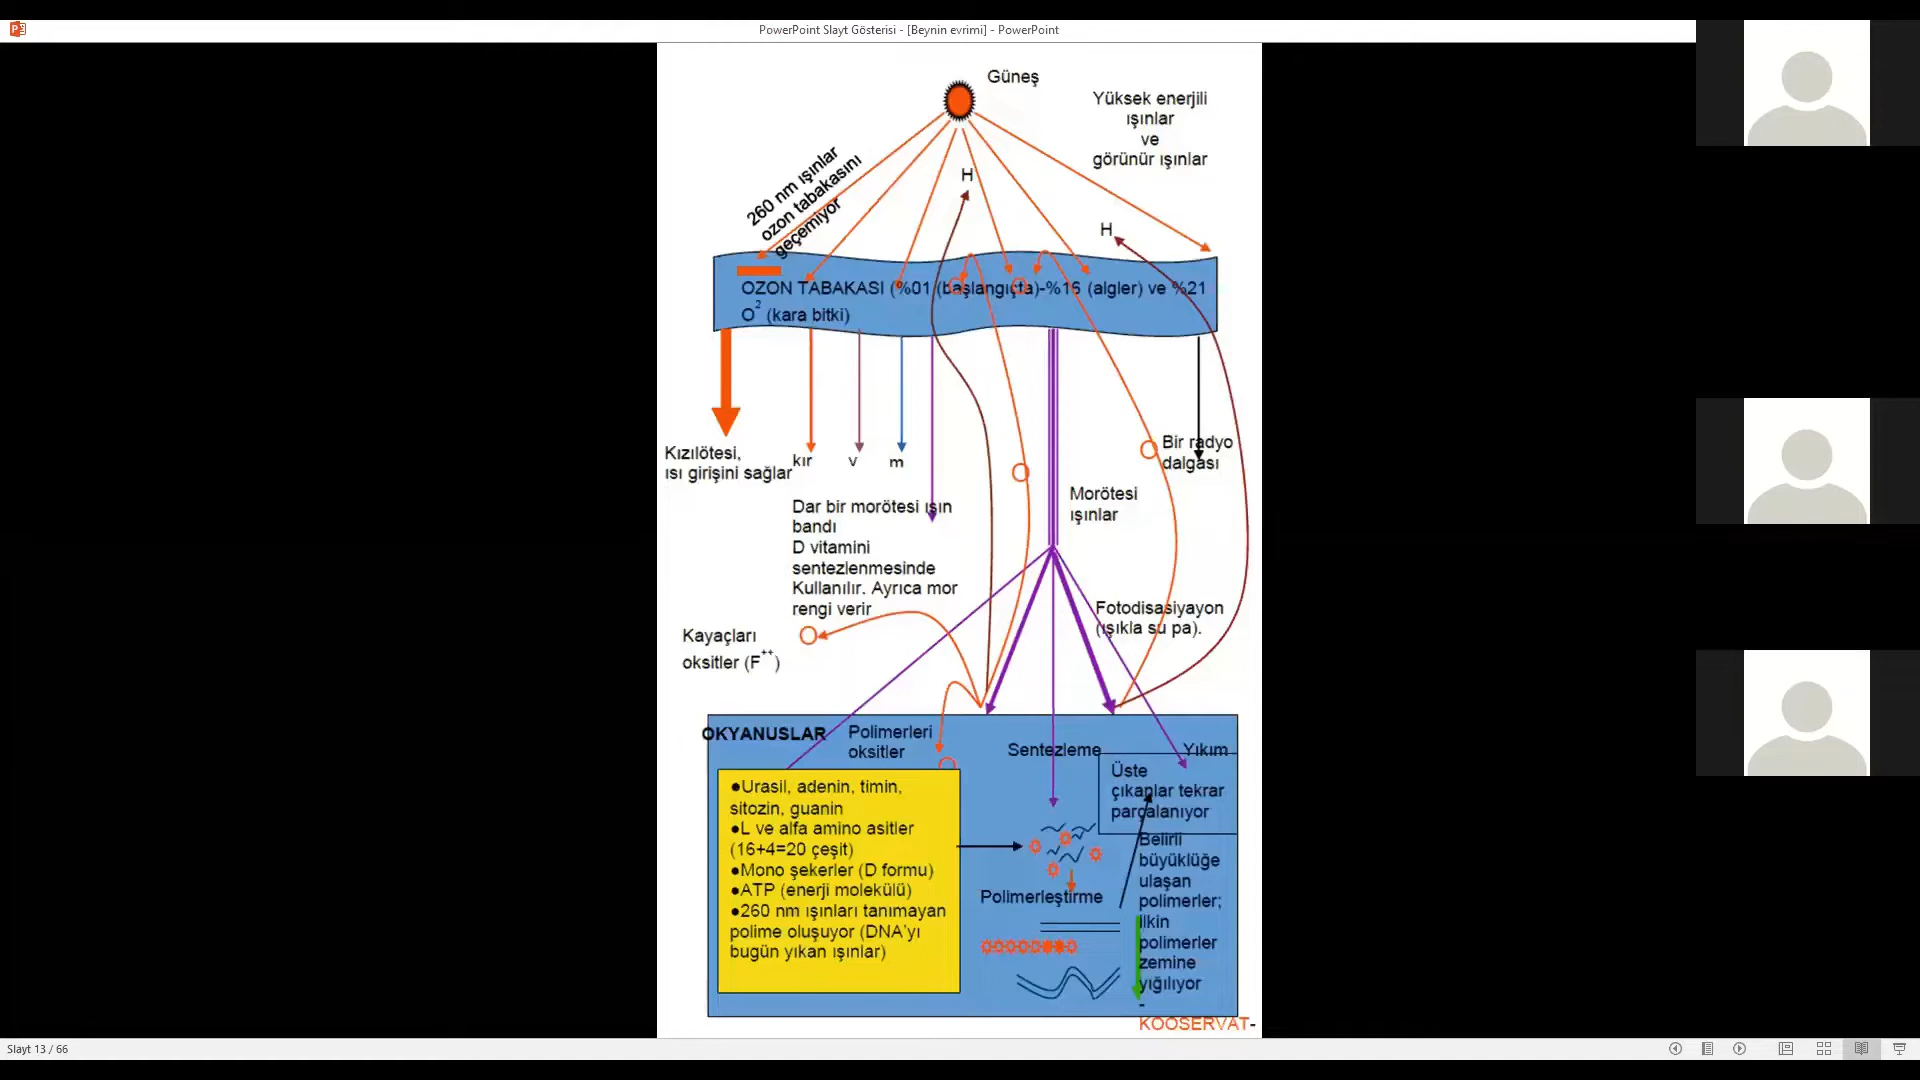 PowerPoint Slayt Gösterisi - [Beynin evrimi] - PowerPoint
Güneş
Yüksek enerjili
ışınlar
ve
görünür ışınlar
260 nm ışınlar
ozon tabakasını
geçemiyor
H
H
OZON TABAKASI (%01 (başlangıçta)-%16 (algler) ve %21
O2 (kara bitki)
Kızılötesi,
ısı girişini sağlar
kır
v
m
Bir radyo
dalgası
Morötesi
ışınlar
Dar bir morötesi ışın
bandı
D vitamini
sentezlenmesinde
Kullanılır. Ayrıca mor
rengi verir
Fotodisasiyayon
(ışıkla su pa).
Kayaçları
oksitler (F++)
OKYANUSLAR
Polimerleri
oksitler
Sentezleme
Yıkım
Üste
çıkanlar tekrar
parçalanıyor
●Urasil, adenin, timin,
sitozin, guanin
●L ve alfa amino asitler
(16+4=20 çeşit)
●Mono şekerler (D formu)
●ATP (enerji molekülü)
●260 nm ışınları tanımayan
polime oluşuyor (DNA'yı
bugün yıkan ışınlar)
Polimerleştirme
Belirli
büyüklüğe
ulaşan
polimerler;
ilkin
polimerler
zemine
yığılıyor
-
KOOSERVAT-
Slayt 13 / 66